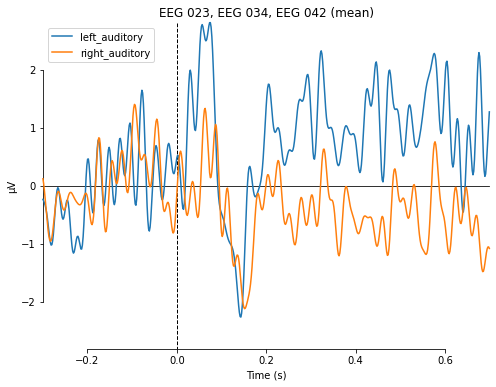 EEG 023, EEG 034, EEG 042 (mean)
left_auditory
right_auditory
µV
2
1
0
−1
−2
−0.2
0.0
0.2
0.4
0.6
Time (s)